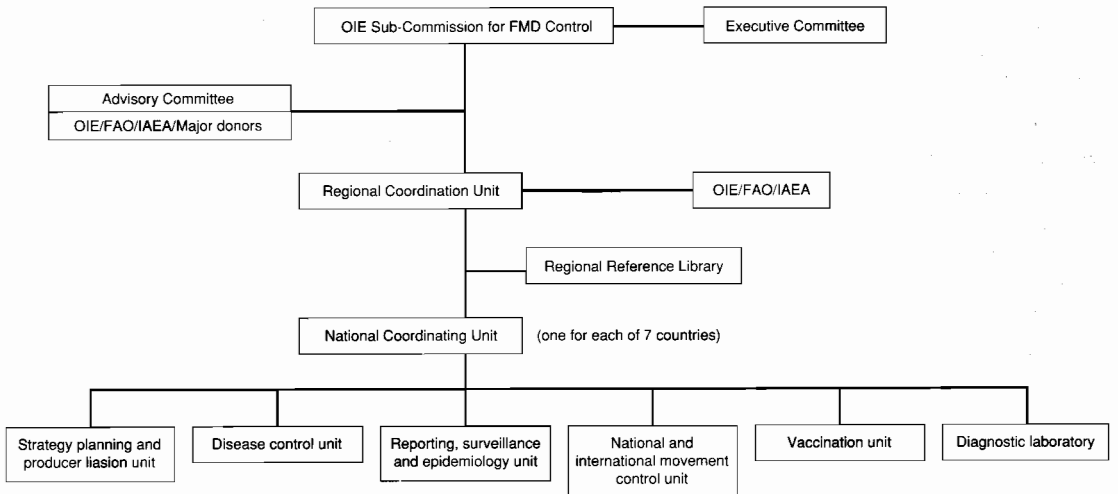 OIE Sub-Commission for FMD Control
Executive Committee
Advisory Committee
OIE/FAO/IAEA/Major donors
Regional Coordination Unit
OIE/FAO/IAEA
Regional Reference Library
National Coordinating Unit
(one for each of 7 countries)
Strategy planning and
producer liasion unit
Disease control unit
Reporting, surveillance
and epidemiology unit
National and
international movement
control unit
Vaccination unit
Diagnostic laboratory